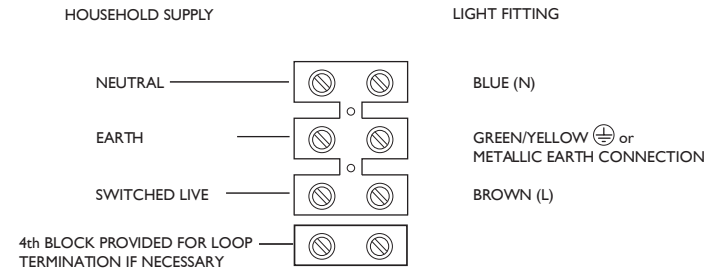 HOUSEHOLD SUPPLY
LIGHT FITTING
NEUTRAL
BLUE (N)
EARTH
GREEN/YELLOW or
METALLIC EARTH CONNECTION
SWITCHED LIVE
BROWN (L)
4th BLOCK PROVIDED FOR LOOP
TERMINATION IF NECESSARY